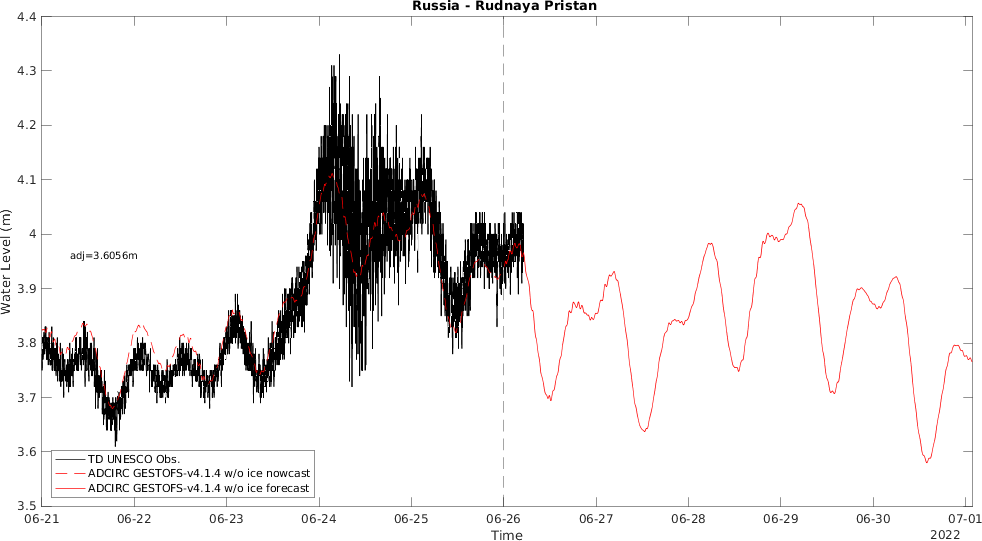 Russia - Rudnaya Pristan
4.4
4.3
4.2
4.1
4
3.9
3.8
3.7
3.6
3.5
Water Level (m)
adj=3.6056m
TD UNESCO Obs.
ADCIRC GESTOFS-v4.1.4 w/o ice nowcast
ADCIRC GESTOFS-v4.1.4 w/o ice forecast
06-21 06-22 06-23 06-24 06-25 06-26 06-27 06-28 06-29 06-30 07-01
Time
2022